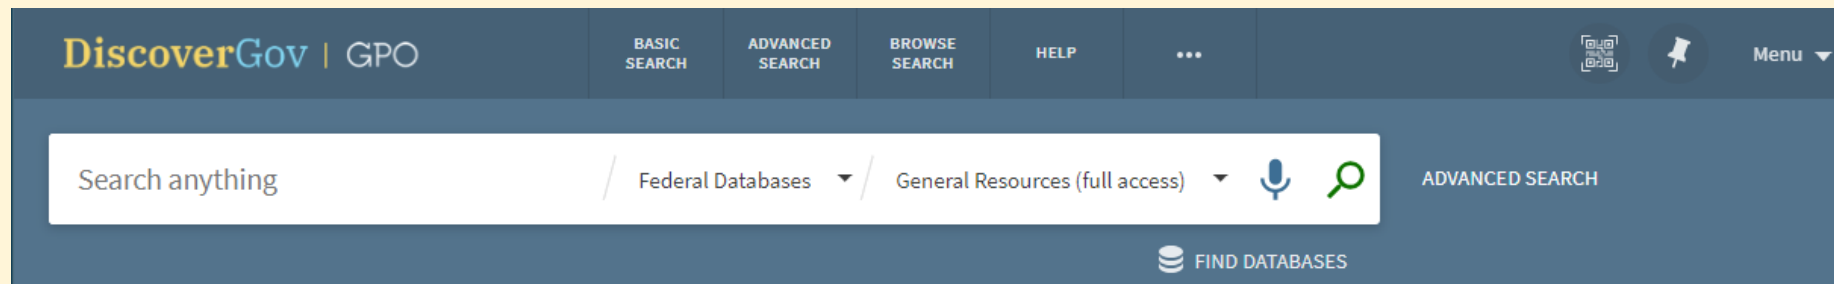 DiscoverGov | GPO
BASIC
SEARCH
ADVANCED
SEARCH
BROWSE
SEARCH
HELP
...
Menu
Search anything
Federal Databases
General Resources (full access)
ADVANCED SEARCH
FIND DATABASES